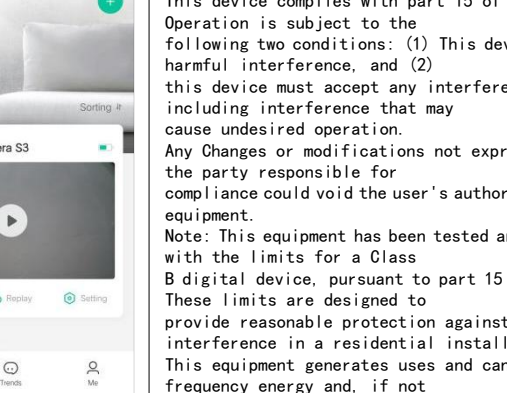 Sorting
era S3
Replay
Setting
Trends
Me
This device complies with part 15 of
Operation is subject to the
following two conditions: (1) This dev
harmful interference, and (2)
this device must accept any interfere
including interference that may
cause undesired operation.
Any Changes or modifications not expr
the party responsible for
compliance could void the user's author
equipment.
Note: This equipment has been tested a
with the limits for a Class
B digital device, pursuant to part 15
These limits are designed to
provide reasonable protection against
interference in a residential install
This equipment generates uses and can
frequency energy and, if not